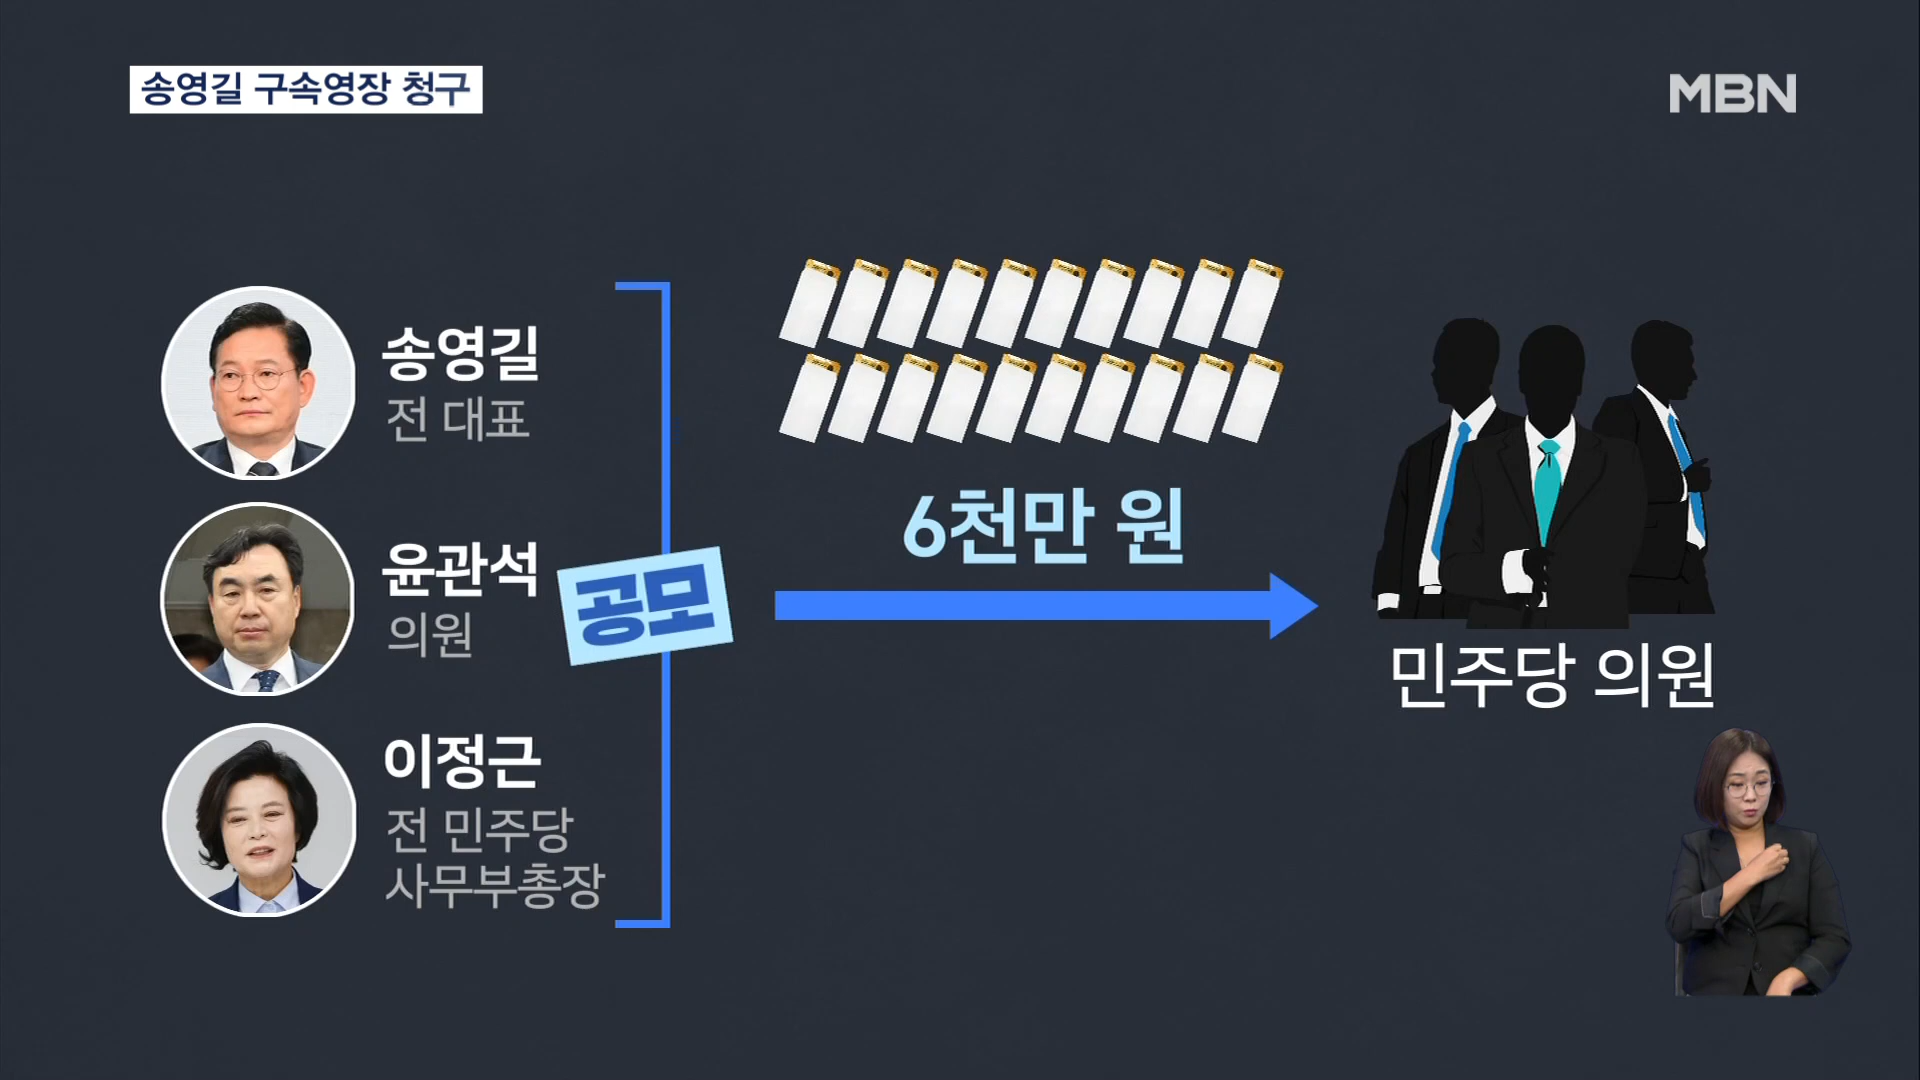 송영길 구속영장 청구
MBN
송영길
전 대표
윤관석
의원
이정근
전 민주당
사무부총장
공모
6천만 원
민주당 의원